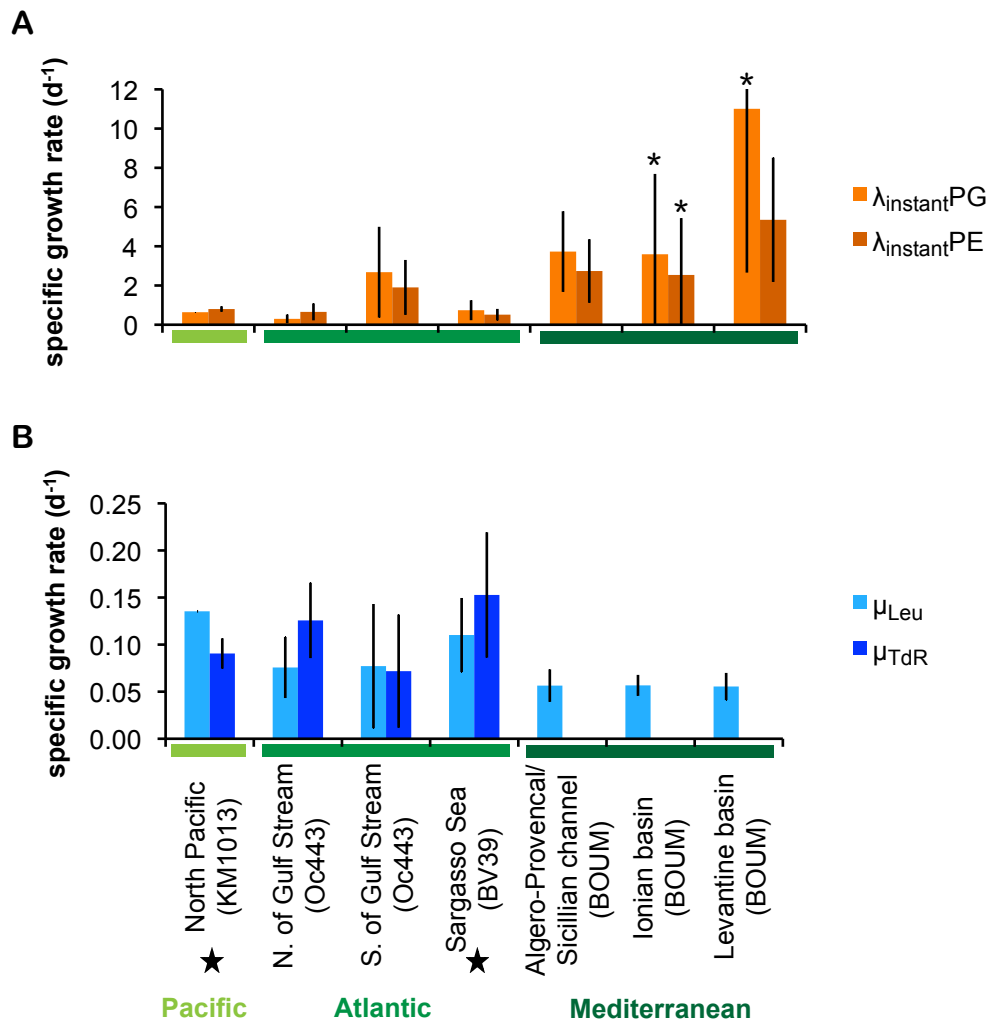 A
specific growth rate (d-1)
12
10
8
6
4
2
0
*
*
*
λinstantPG
λinstantPE
B
specific growth rate (d-1)
0.25
0.20
0.15
0.10
0.05
0.00
μLeu
μTdR
North Pacific
(KM1013)
N. of Gulf Stream
(Oc443)
S. of Gulf Stream
(Oc443)
Sargasso Sea
(BV39)
Algero-Provencal/
Sicillian channel
(BOUM)
Ionian basin
(BOUM)
Levantine basin
(BOUM)
★
★
Pacific
Atlantic
Mediterranean